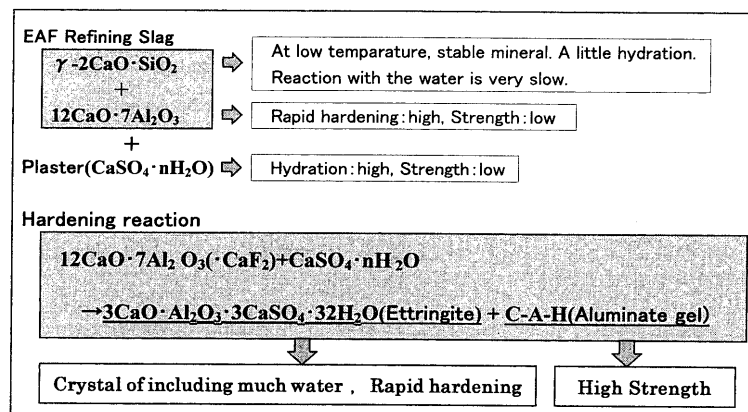 EAF Refining Slag
γ-2CaO·SiO₂
+
12CaO·7Al₂O₃
+
Plaster(CaSO₄·nH₂O)
At low temparature, stable mineral. A little hydration.
Reaction with the water is very slow.
Rapid hardening:high, Strength:low
Hydration:high, Strength:low
Hardening reaction
12CaO·7Al₂ O₃(·CaF₂)+CaSO₄·nH₂O
→3CaO·Al₂O₃·3CaSO₄·32H₂O(Ettringite) + C-A-H(Aluminate gel)
Crystal of including much water , Rapid hardening
High Strength